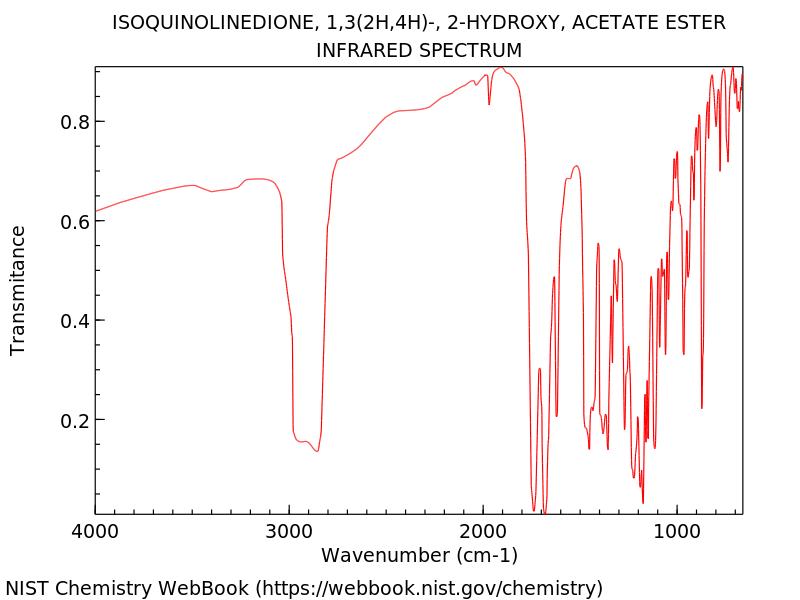 ISOQUINOLINEDIONE, 1,3(2H,4H)-, 2-HYDROXY, ACETATE ESTER
INFRARED SPECTRUM
0.8
0.6
0.4
0.2
Transmitance
4000 3000 2000 1000
Wavenumber (cm-1)
NIST Chemistry WebBook (https://webbook.nist.gov/chemistry)